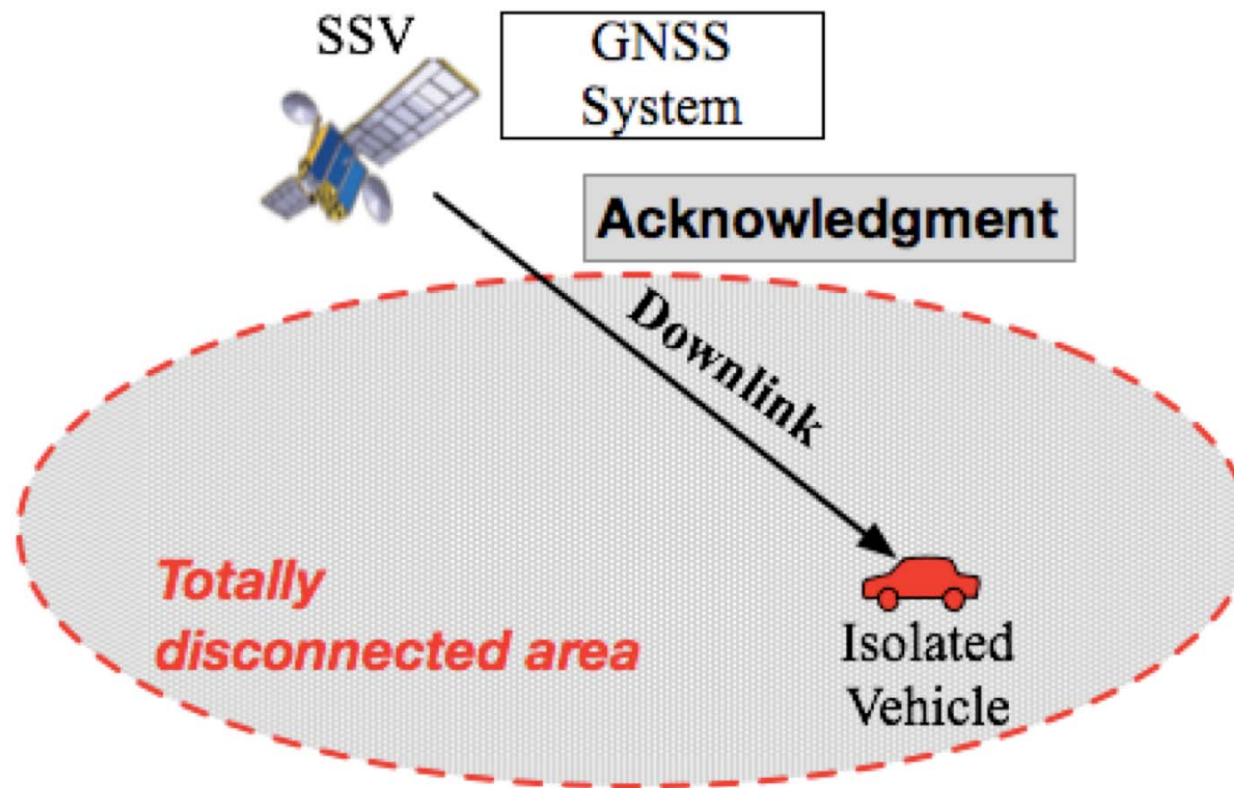 SSV
GNSS
System
Acknowledgment
Downlink
Totally
disconnected area
Isolated
Vehicle